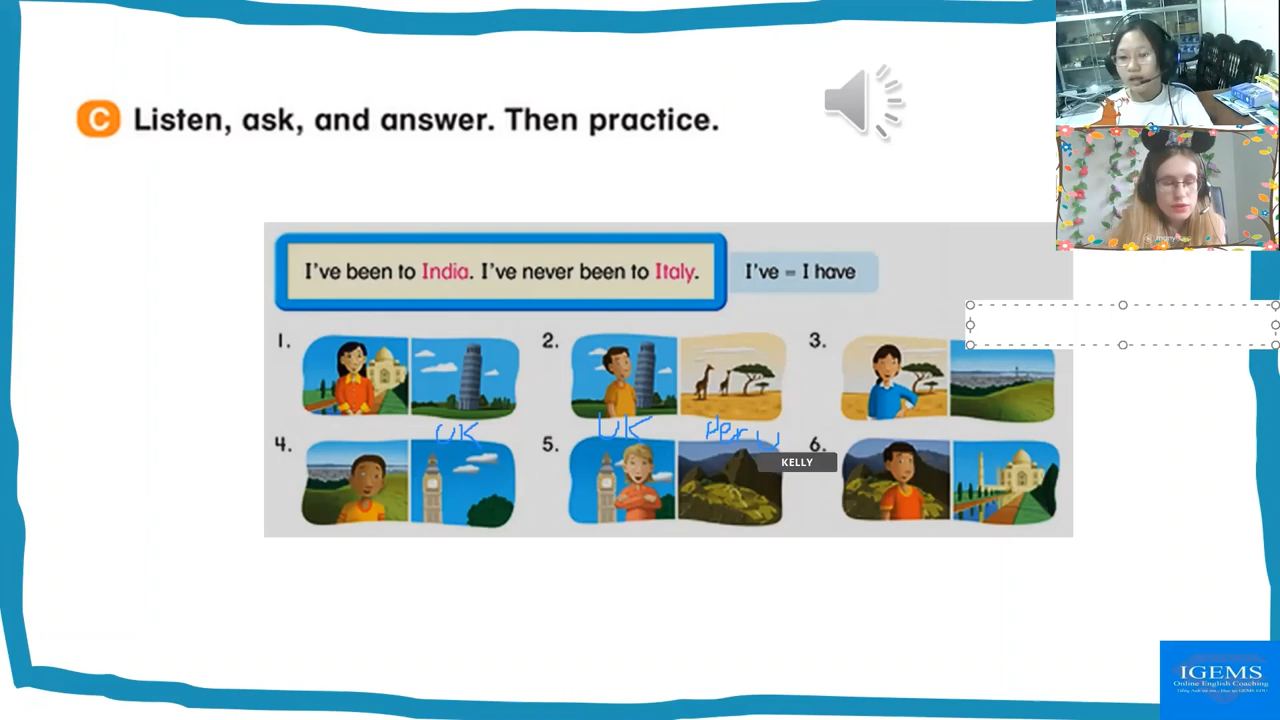 C Listen, ask, and answer. Then practice.
I've been to India. I've never been to Italy.
I've = I have
1.
2.
3.
UK
UK
Peru
4.
5.
6.
KELLY
IGEMS
Online English Coaching